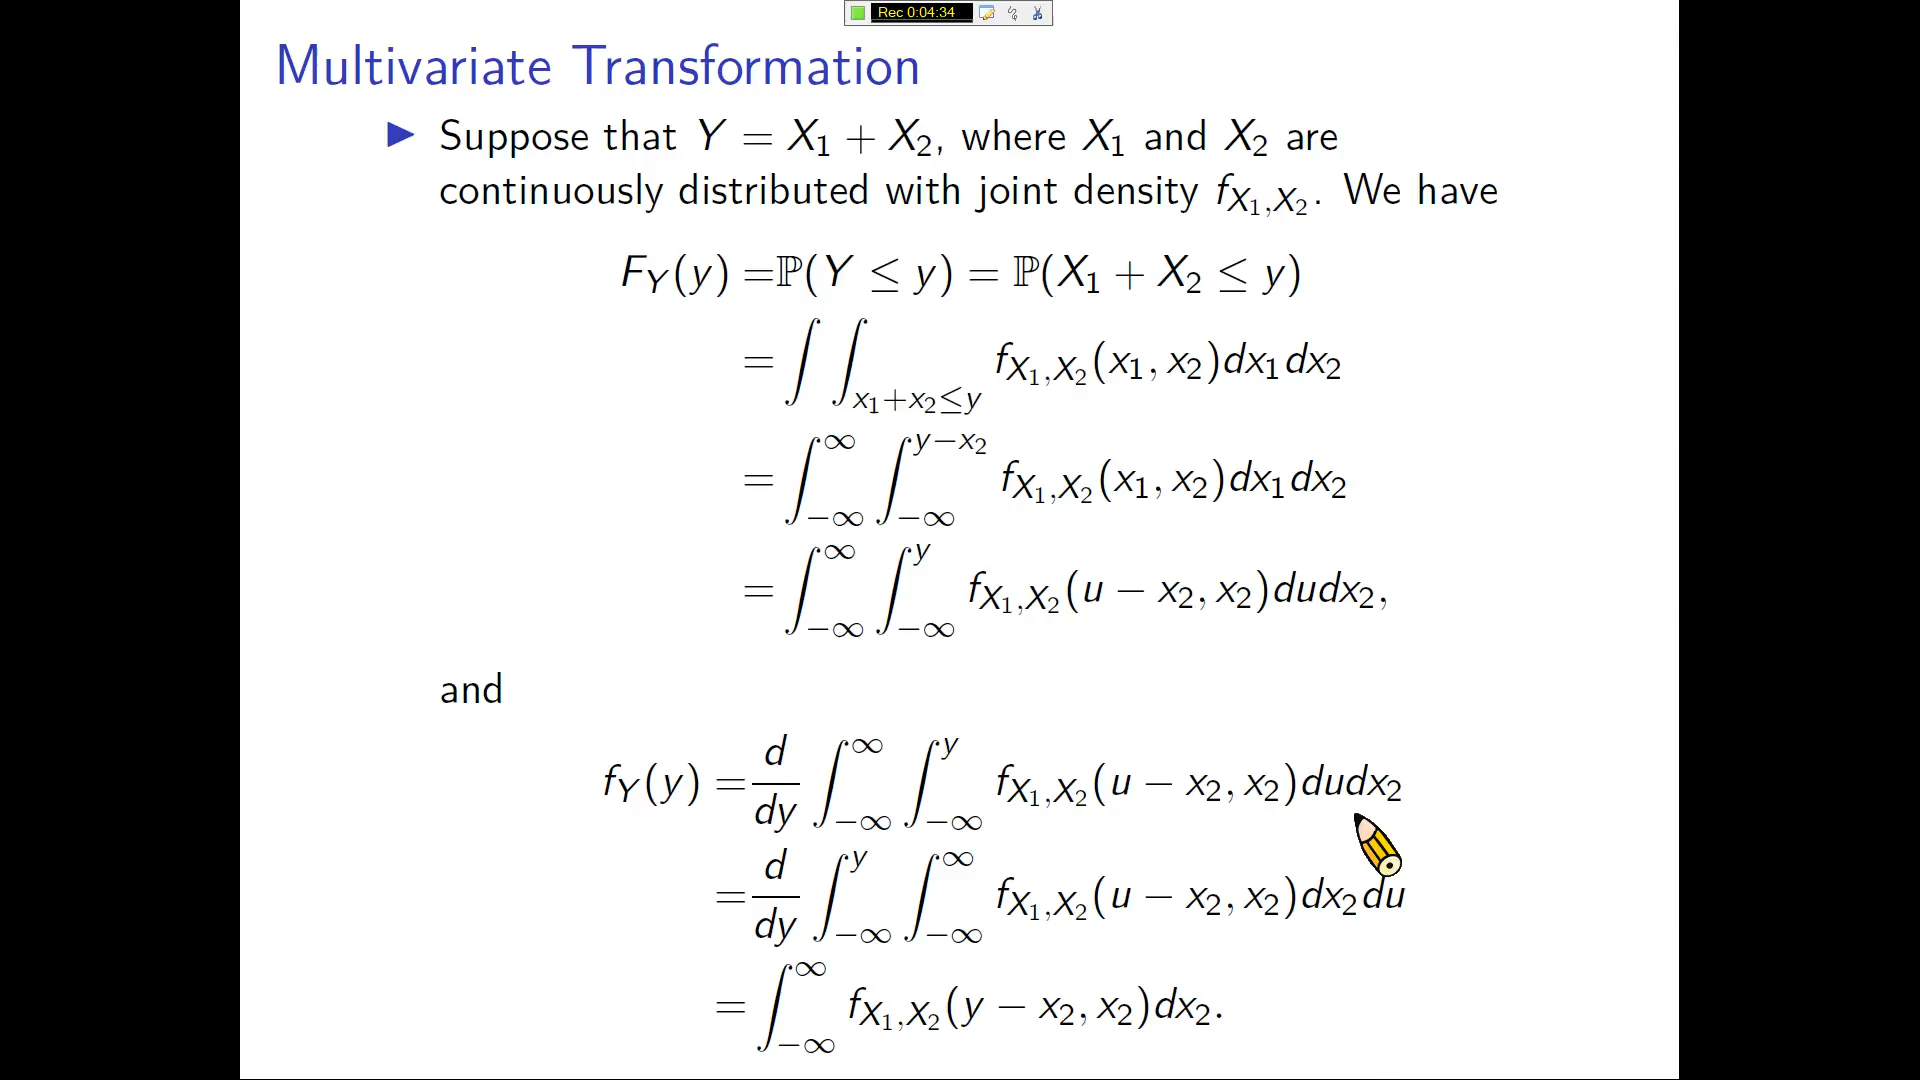 Rec 0:04:34
Multivariate Transformation
▶ Suppose that Y = X₁ + X₂, where X₁ and X₂ are
continuously distributed with joint density f_{X₁,X₂}. We have
F_Y(y) =ℙ(Y ≤ y) = ℙ(X₁ + X₂ ≤ y)
= ∫ ∫_{x₁+x₂≤y} f_{X₁,X₂}(x₁, x₂)dx₁dx₂
= ∫_{−∞}^{∞} ∫_{−∞}^{y−x₂} f_{X₁,X₂}(x₁, x₂)dx₁dx₂
= ∫_{−∞}^{∞} ∫_{−∞}^{y} f_{X₁,X₂}(u − x₂, x₂)dudx₂,
and
f_Y(y) = d/dy ∫_{−∞}^{∞} ∫_{−∞}^{y} f_{X₁,X₂}(u − x₂, x₂)dudx₂
= d/dy ∫_{−∞}^{y} ∫_{−∞}^{∞} f_{X₁,X₂}(u − x₂, x₂)dx₂du
= ∫_{−∞}^{∞} f_{X₁,X₂}(y − x₂, x₂)dx₂.